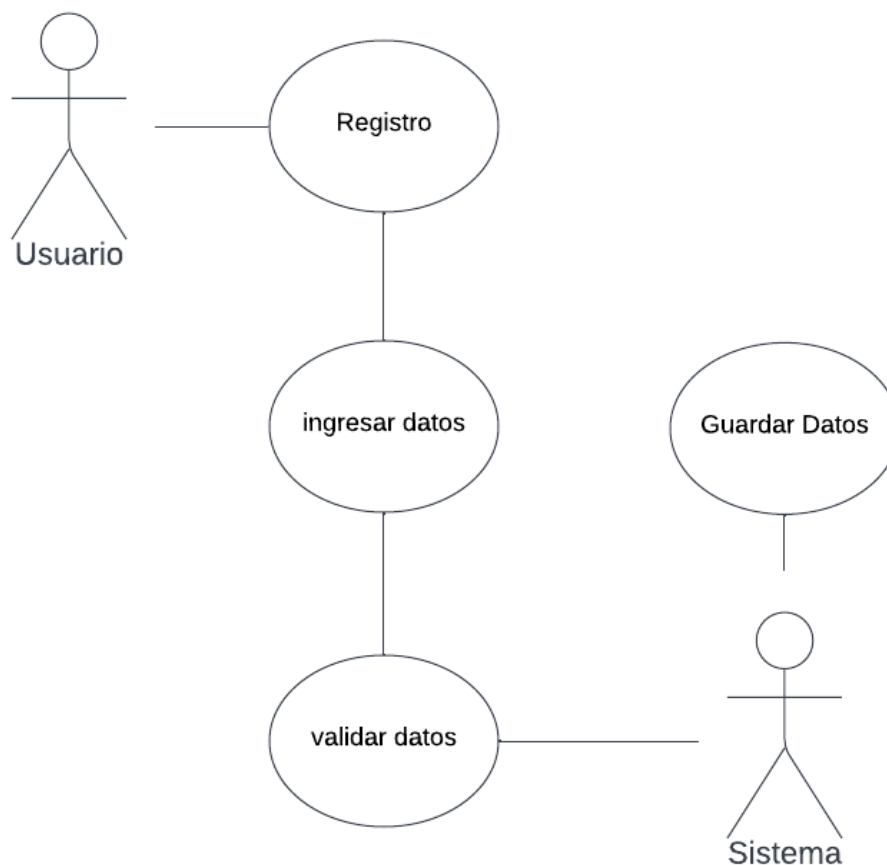 Registro
Usuario
ingresar datos
Guardar Datos
validar datos
Sistema